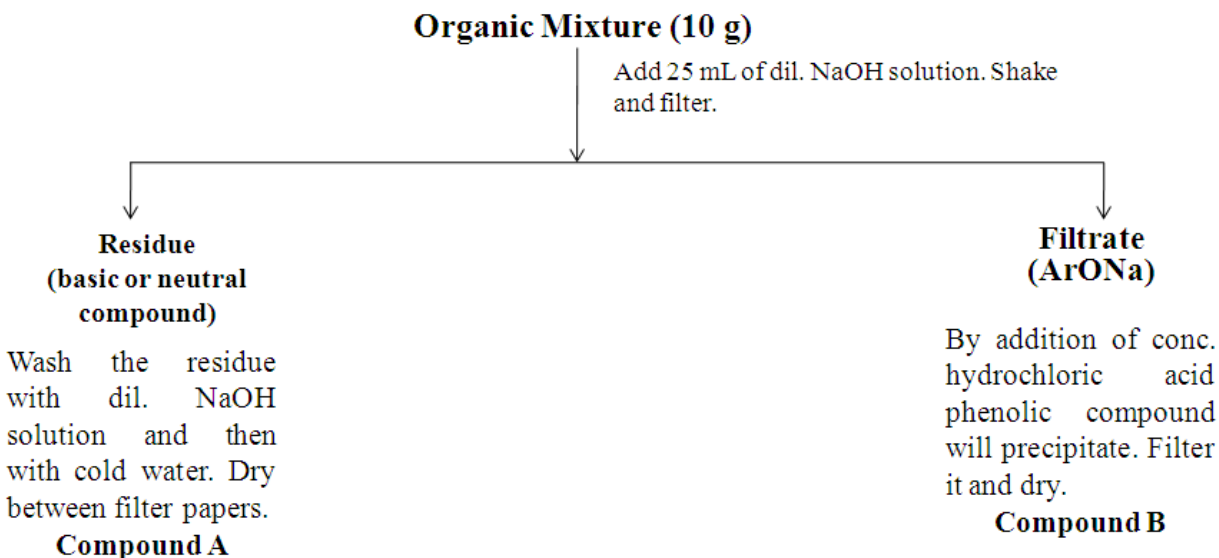 Organic Mixture (10 g)
Add 25 mL of dil. NaOH solution. Shake
and filter.
Residue
(basic or neutral
compound)
Wash the residue
with dil. NaOH
solution and then
with cold water. Dry
between filter papers.
Compound A
Filtrate
(ArONa)
By addition of conc.
hydrochloric acid
phenolic compound
will precipitate. Filter
it and dry.
Compound B